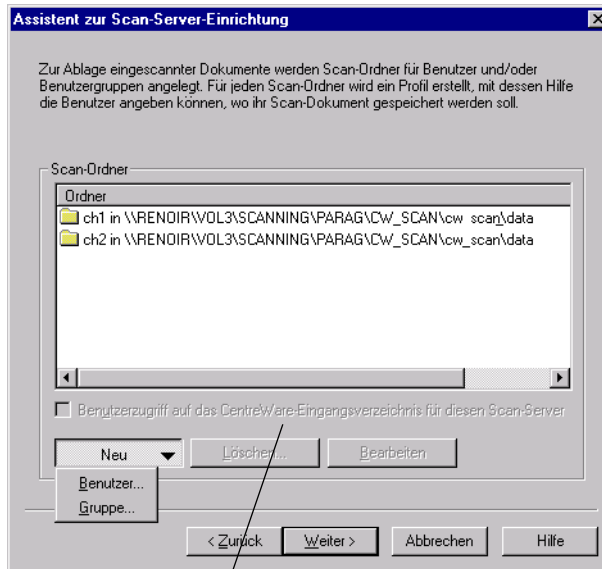 Assistent zur Scan-Server-Einrichtung
Zur Ablage eingescannter Dokumente werden Scan-Ordner für Benutzer und/oder
Benutzergruppen angelegt. Für jeden Scan-Ordner wird ein Profil erstellt, mit dessen Hilfe
die Benutzer angeben können, wo ihr Scan-Dokument gespeichert werden soll.
Scan-Ordner
Ordner
ch1 in \\RENOIR\VOL3\SCANNING\PARAG\CW_SCAN\cw_scan\data
ch2 in \\RENOIR\VOL3\SCANNING\PARAG\CW_SCAN\cw_scan\data
Benutzerzugriff auf das CentreWare-Eingangsverzeichnis für diesen Scan-Server
Neu Löschen... Bearbeiten
Benutzer...
Gruppe...
< Zurück Weiter > Abbrechen Hilfe